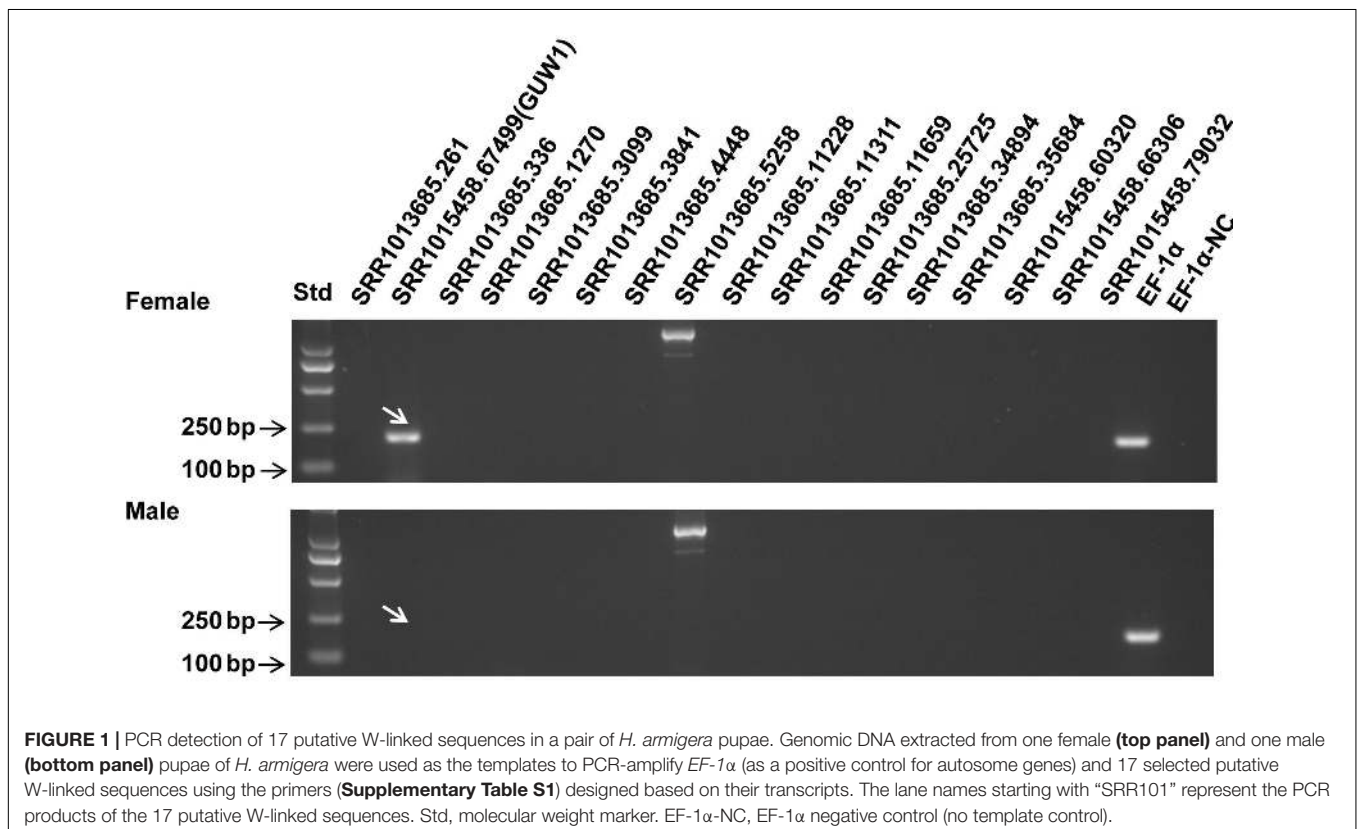 SRR1013685.261
SRR1015458.67499(GUW1)
SRR1013685.336
SRR1013685.1270
SRR1013685.3099
SRR1013685.3841
SRR1013685.4448
SRR1013685.5258
SRR1013685.11228
SRR1013685.11311
SRR1013685.11659
SRR1013685.25725
SRR1013685.34894
SRR1013685.35684
SRR1015458.60320
SRR1015458.66306
SRR1015458.79032
EF-1α
EF-1α-NC
Female
Std
250 bp
100 bp
Male
250 bp
100 bp
FIGURE 1 | PCR detection of 17 putative W-linked sequences in a pair of H. armigera pupae. Genomic DNA extracted from one female (top panel) and one male
(bottom panel) pupae of H. armigera were used as the templates to PCR-amplify EF-1α (as a positive control for autosome genes) and 17 selected putative
W-linked sequences using the primers (Supplementary Table S1) designed based on their transcripts. The lane names starting with “SRR101” represent the PCR
products of the 17 putative W-linked sequences. Std, molecular weight marker. EF-1α-NC, EF-1α negative control (no template control).